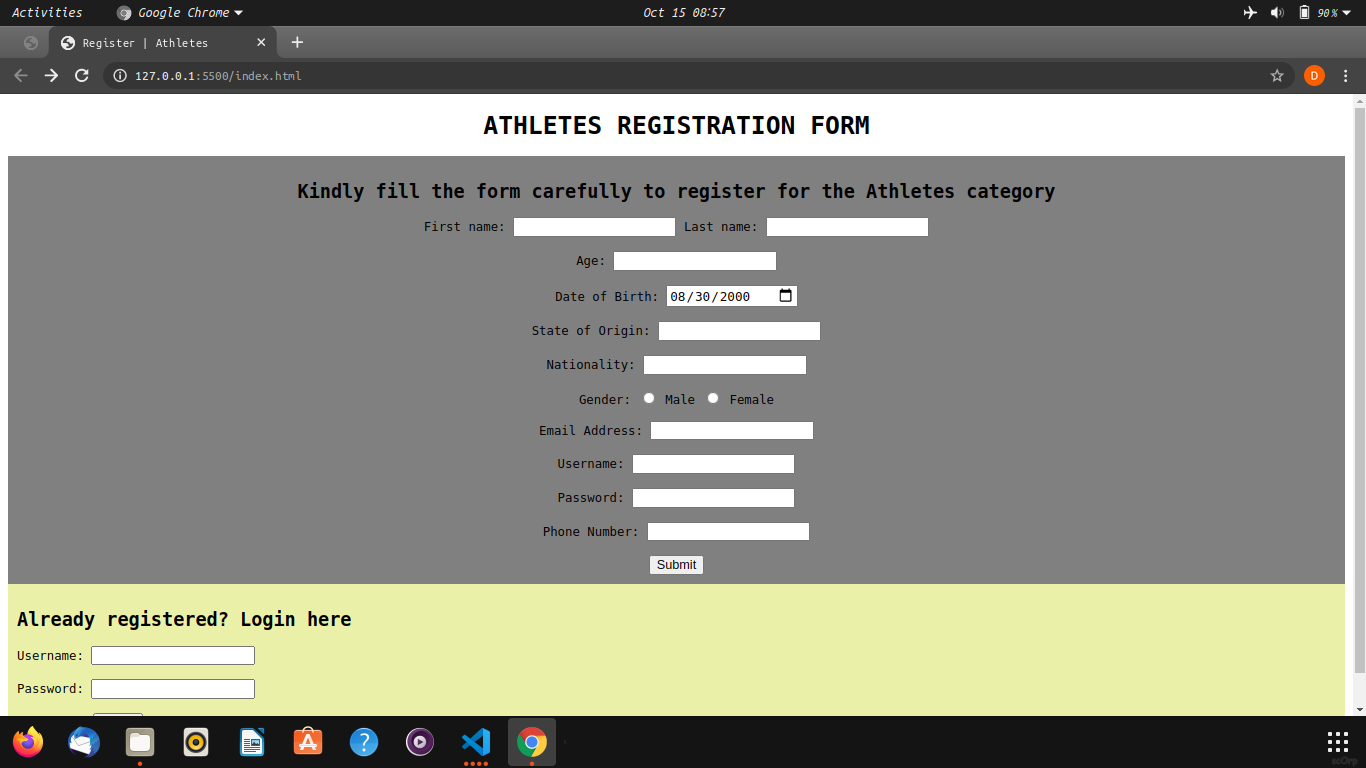 Activities Google Chrome Oct 15 08:57 90%
Register | Athletes
127.0.0.1:5500/index.html D
ATHLETES REGISTRATION FORM
Kindly fill the form carefully to register for the Athletes category
First name: Last name:
Age:
Date of Birth: 08/30/2000
State of Origin:
Nationality:
Gender: Male Female
Email Address:
Username:
Password:
Phone Number:
Submit
Already registered? Login here
Username:
Password: